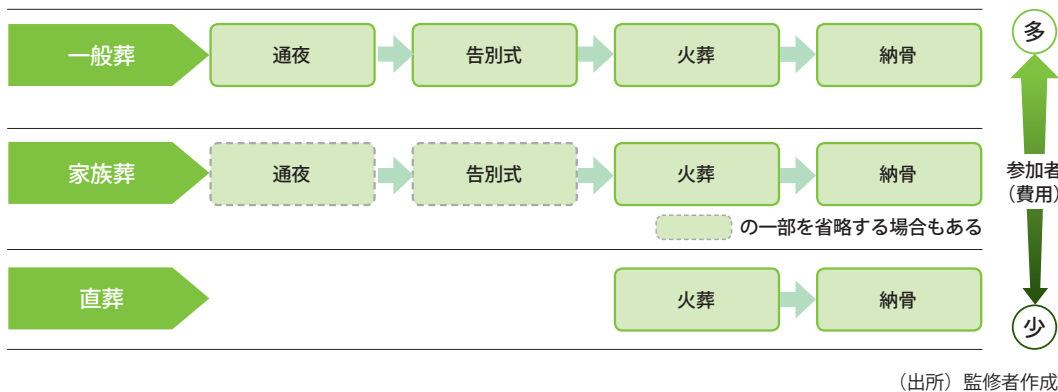 一般葬 通夜 告別式 火葬 納骨 多
家族葬 通夜 告別式 火葬 納骨
参加者
（費用）
の一部を省略する場合もある
直葬 火葬 納骨
少
（出所）監修者作成